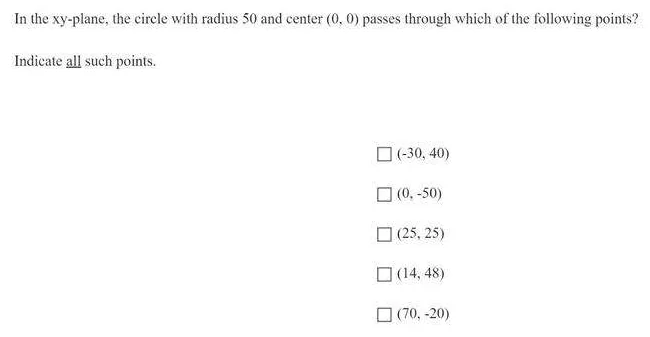 In the xy-plane, the circle with radius 50 and center (0, 0) passes through which of the following points?
Indicate all such points.
(-30, 40)
(0, -50)
(25, 25)
(14, 48)
(70, -20)